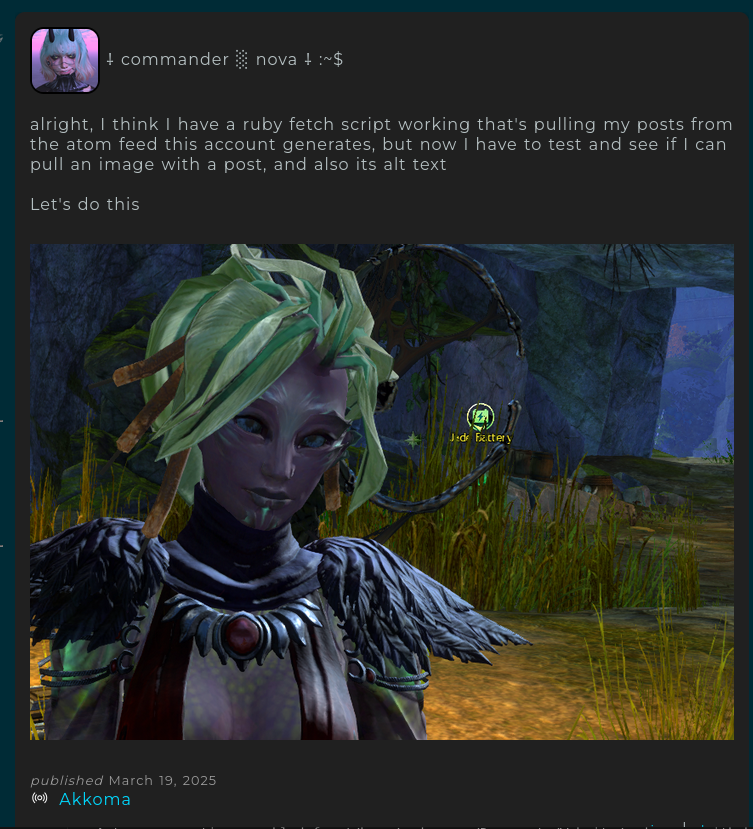 ⸸ commander ░ nova ⸸ :~$
alright, I think I have a ruby fetch script working that's pulling my posts from
the atom feed this account generates, but now I have to test and see if I can
pull an image with a post, and also its alt text
Let's do this
Jade Battery
published March 19, 2025
Akkoma